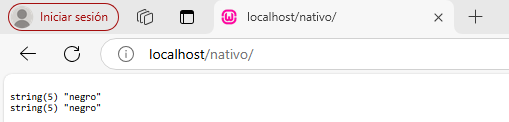 Iniciar sesión
localhost/nativo/
localhost/nativo/
string(5) "negro"
string(5) "negro"